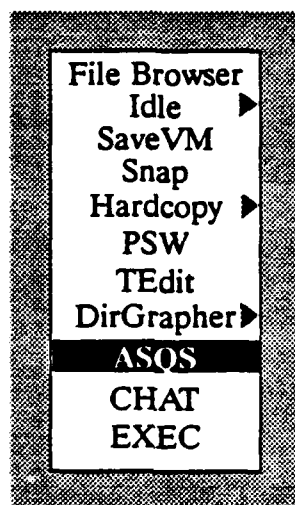 File Browser
Idle
SaveVM
Snap
Hardcopy
PSW
TEdit
DirGrapher
ASQS
CHAT
EXEC